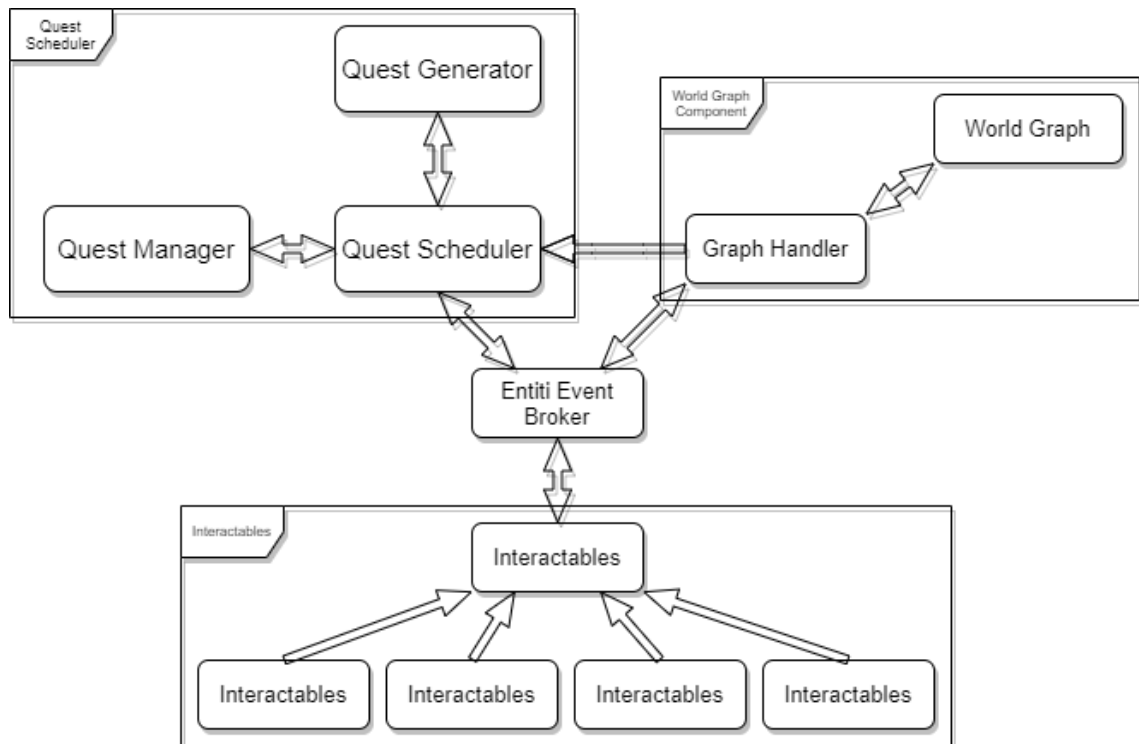 Quest
Scheduler
Quest Generator
World Graph
Component
World Graph
Quest Manager
Quest Scheduler
Graph Handler
Entiti Event
Broker
Interactables
Interactables
Interactables
Interactables
Interactables
Interactables